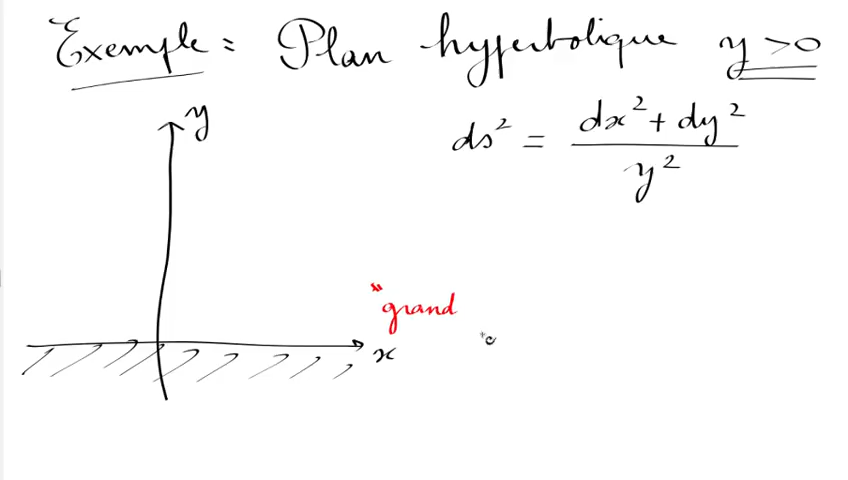 Exemple : Plan hyperbolique y > 0
y
ds² = dx² + dy² / y²
"grand
x